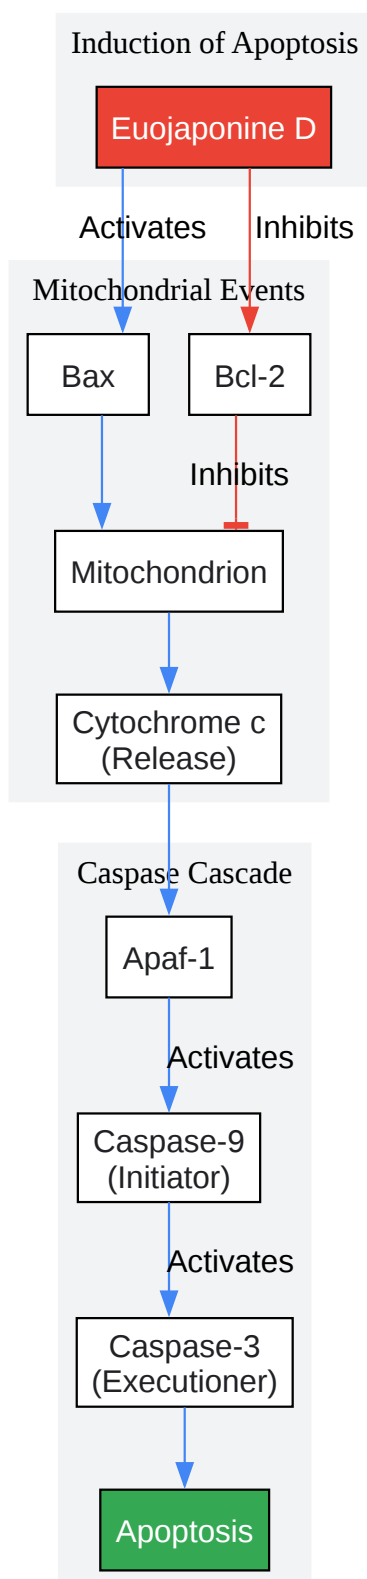 Induction of Apoptosis
Euojaponine D
Activates
Inhibits
Mitochondrial Events
Bax
Bcl-2
Inhibits
Mitochondrion
Cytochrome c
(Release)
Caspase Cascade
Apaf-1
Activates
Caspase-9
(Initiator)
Activates
Caspase-3
(Executioner)
Apoptosis